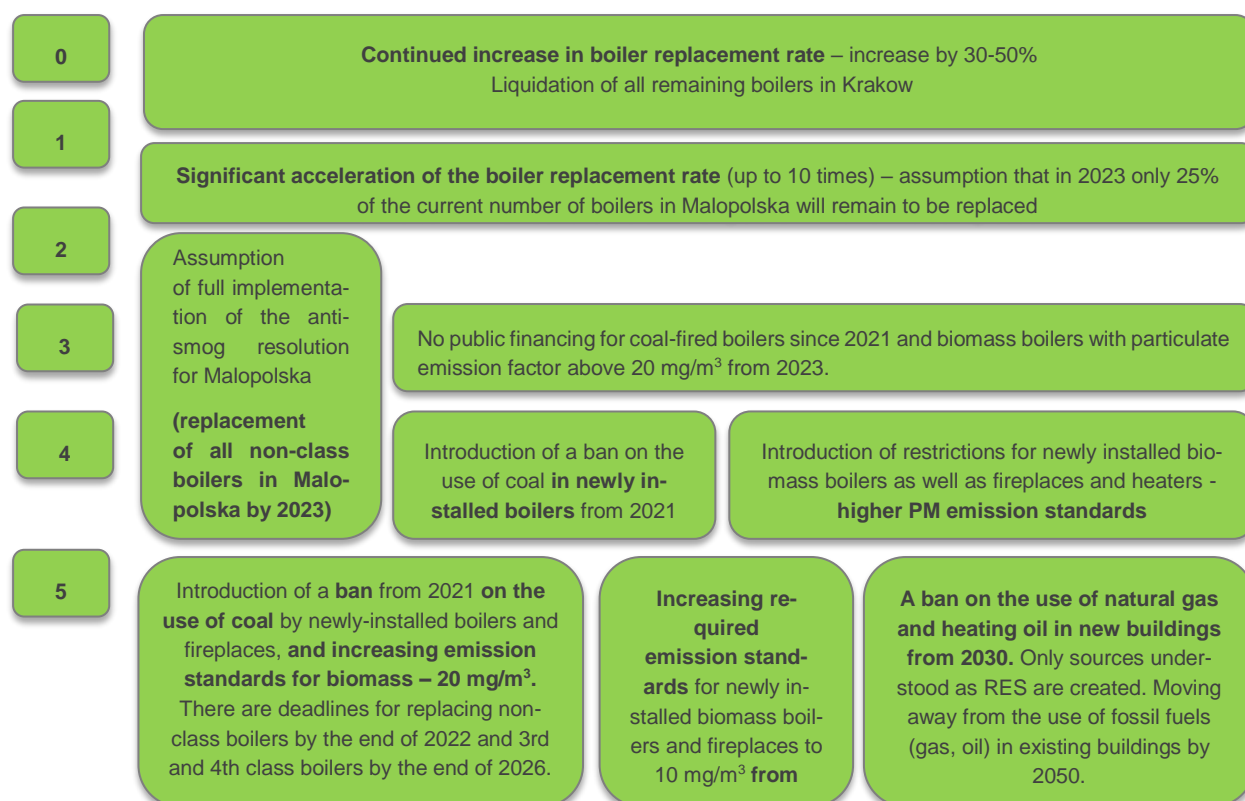 0
Continued increase in boiler replacement rate – increase by 30-50%
Liquidation of all remaining boilers in Krakow
1
Significant acceleration of the boiler replacement rate (up to 10 times) – assumption that in 2023 only 25%
of the current number of boilers in Malopolska will remain to be replaced
2
Assumption
of full implementa-
tion of the anti-
smog resolution
for Malopolska
(replacement
of all non-class
boilers in Malo-
polska by 2023)
3
No public financing for coal-fired boilers since 2021 and biomass boilers with particulate
emission factor above 20 mg/m³ from 2023.
4
Introduction of a ban on the
use of coal in newly in-
stalled boilers from 2021
Introduction of restrictions for newly installed bio-
mass boilers as well as fireplaces and heaters -
higher PM emission standards
5
Introduction of a ban from 2021 on the
use of coal by newly-installed boilers and
fireplaces, and increasing emission
standards for biomass – 20 mg/m³.
There are deadlines for replacing non-
class boilers by the end of 2022 and 3rd
and 4th class boilers by the end of 2026.
Increasing re-
quired
emission stand-
ards for newly in-
stalled biomass boil-
ers and fireplaces to
10 mg/m³ from
A ban on the use of natural gas
and heating oil in new buildings
from 2030. Only sources under-
stood as RES are created. Moving
away from the use of fossil fuels
(gas, oil) in existing buildings by
2050.